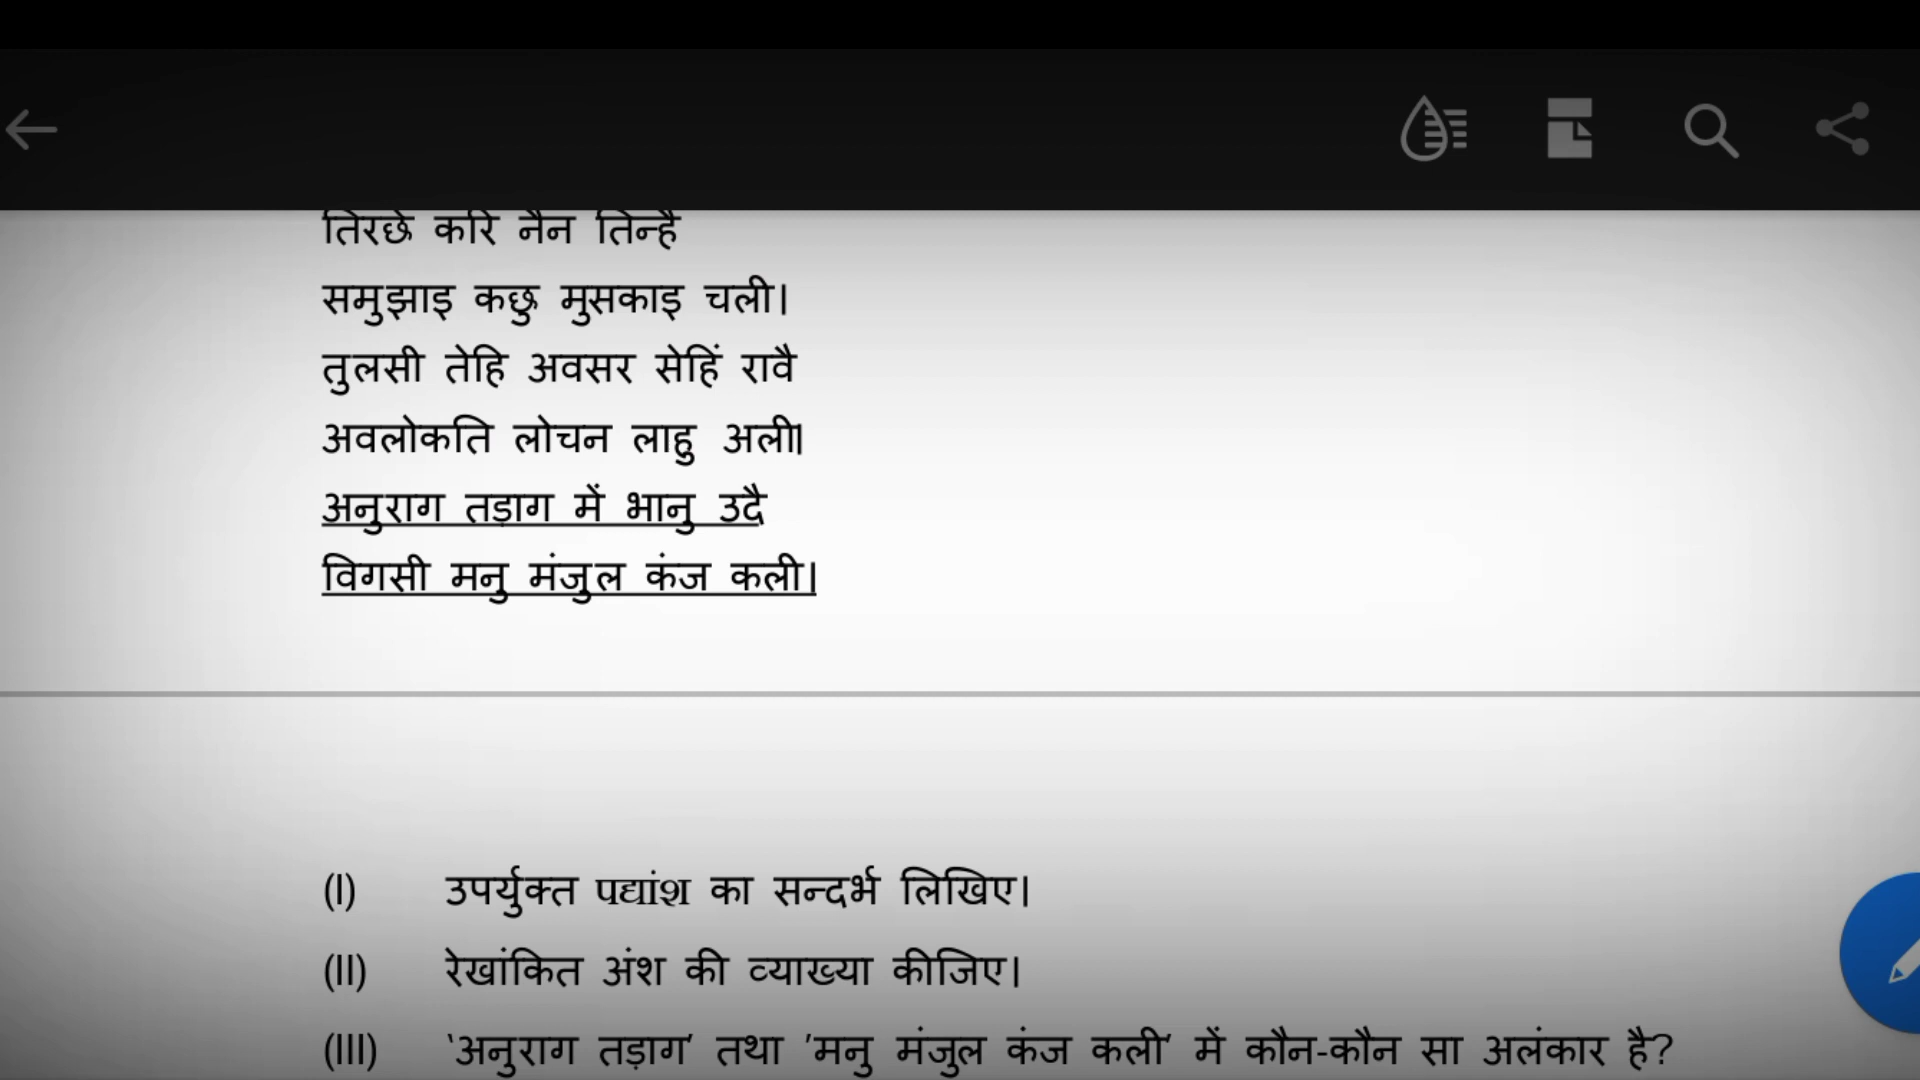 तिरछे करि नैन तिन्है
समुझाइ कछु मुसकाइ चली।
तुलसी तेहि अवसर सेहिं रावै
अवलोकति लोचन लाहु अली।
अनुराग तड़ाग में भानु उदै
विगसी मनु मंजुल कंज कली।
(I) उपर्युक्त पद्यांश का सन्दर्भ लिखिए।
(II) रेखांकित अंश की व्याख्या कीजिए।
(III) 'अनुराग तड़ाग' तथा 'मनु मंजुल कंज कली' में कौन-कौन सा अलंकार है?